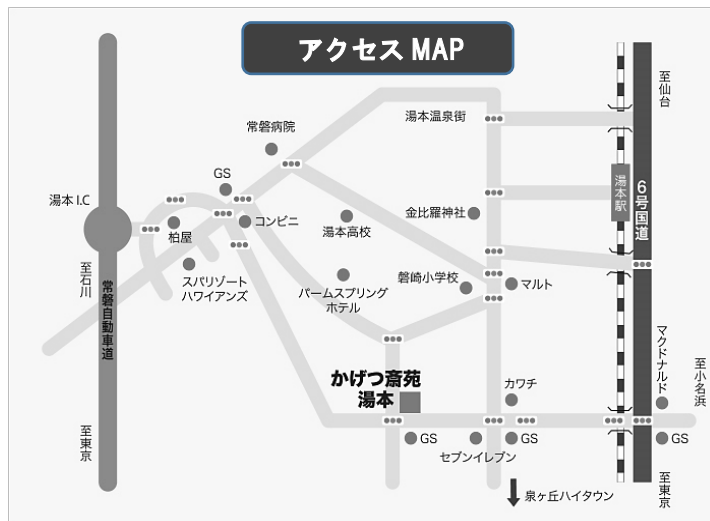 アクセス MAP
至仙台
湯本温泉街
常磐病院
GS
湯本駅
6号国道
湯本 I.C
柏屋
コンビニ
湯本高校
金比羅神社
至石川
常磐自動車道
スパリゾート
ハワイアンズ
パームスプリング
ホテル
磐崎小学校
マルト
マクドナルド
至小名浜
かげつ斎苑
湯本
カワチ
至東京
GS
セブンイレブン
GS
GS
至東京
泉ヶ丘ハイタウン